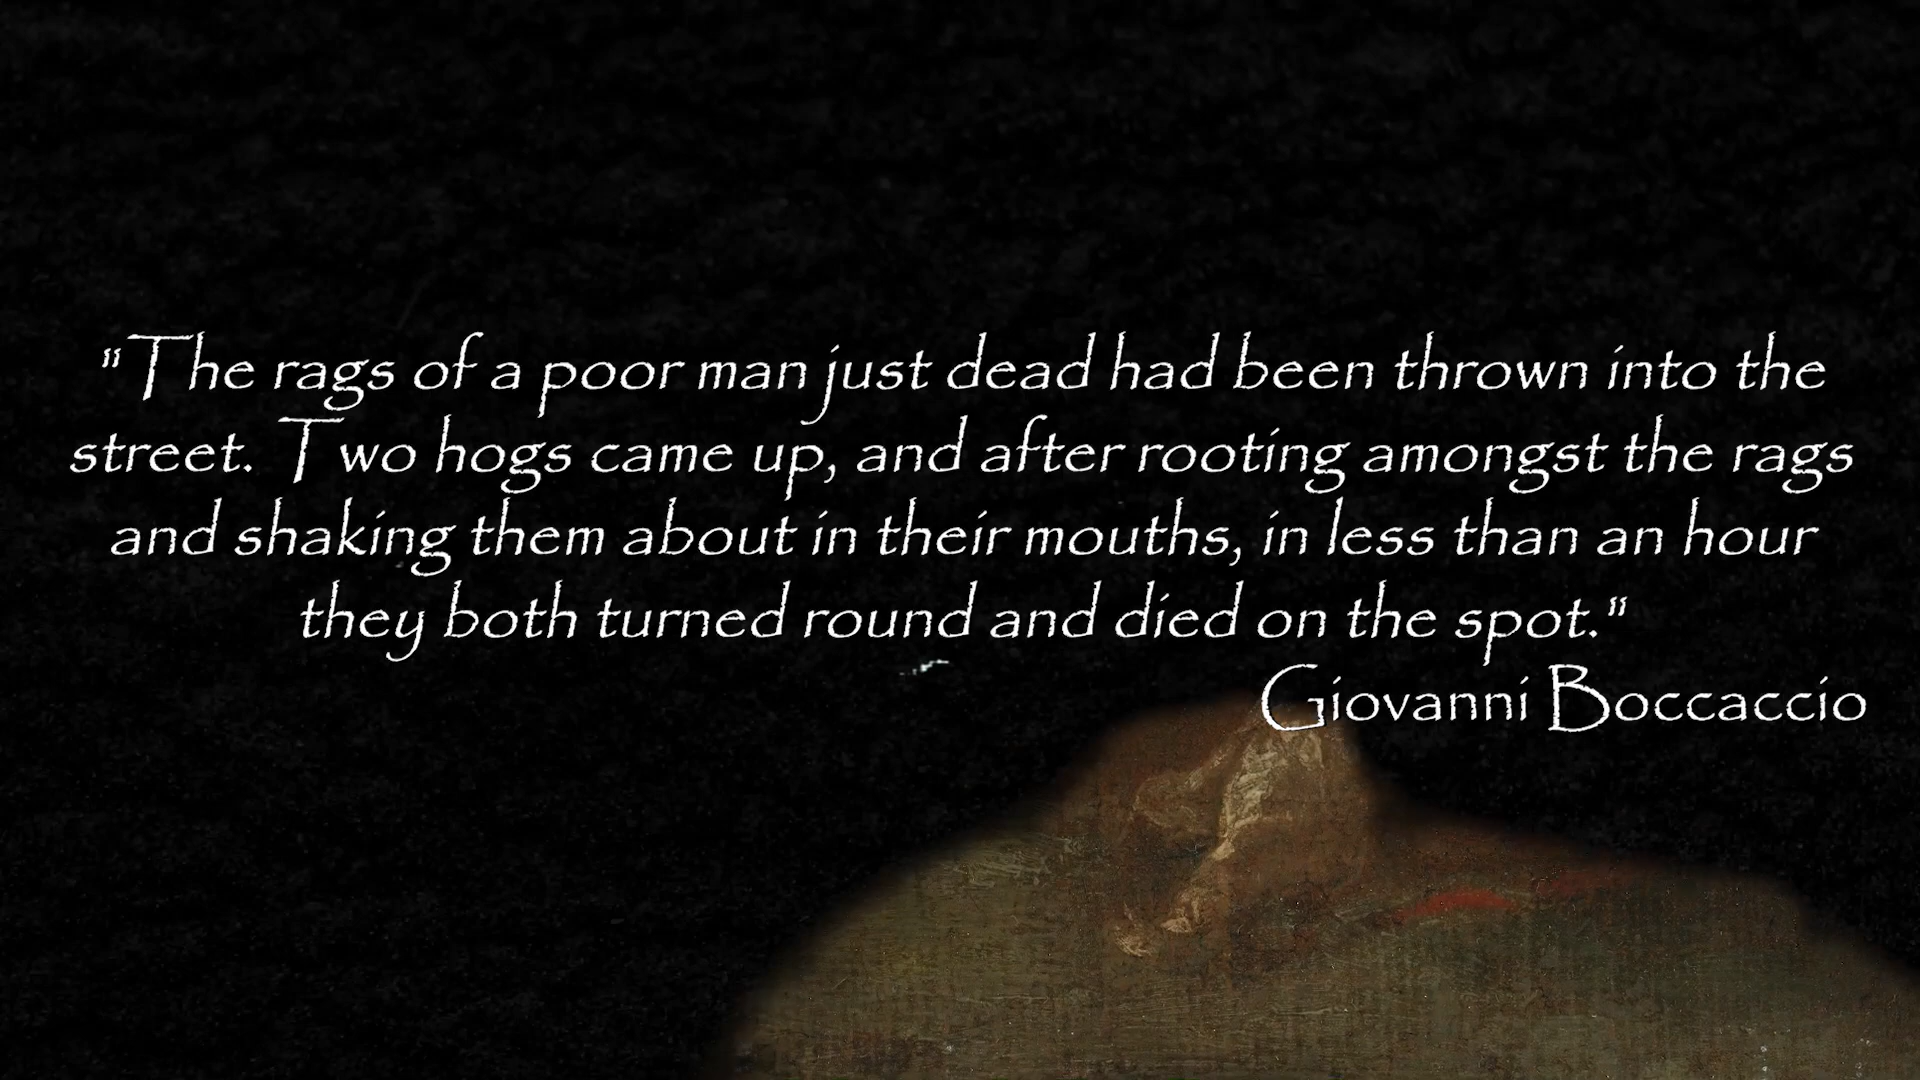 "The rags of a poor man just dead had been thrown into the
street. Two hogs came up, and after rooting amongst the rags
and shaking them about in their mouths, in less than an hour
they both turned round and died on the spot."
Giovanni Boccaccio